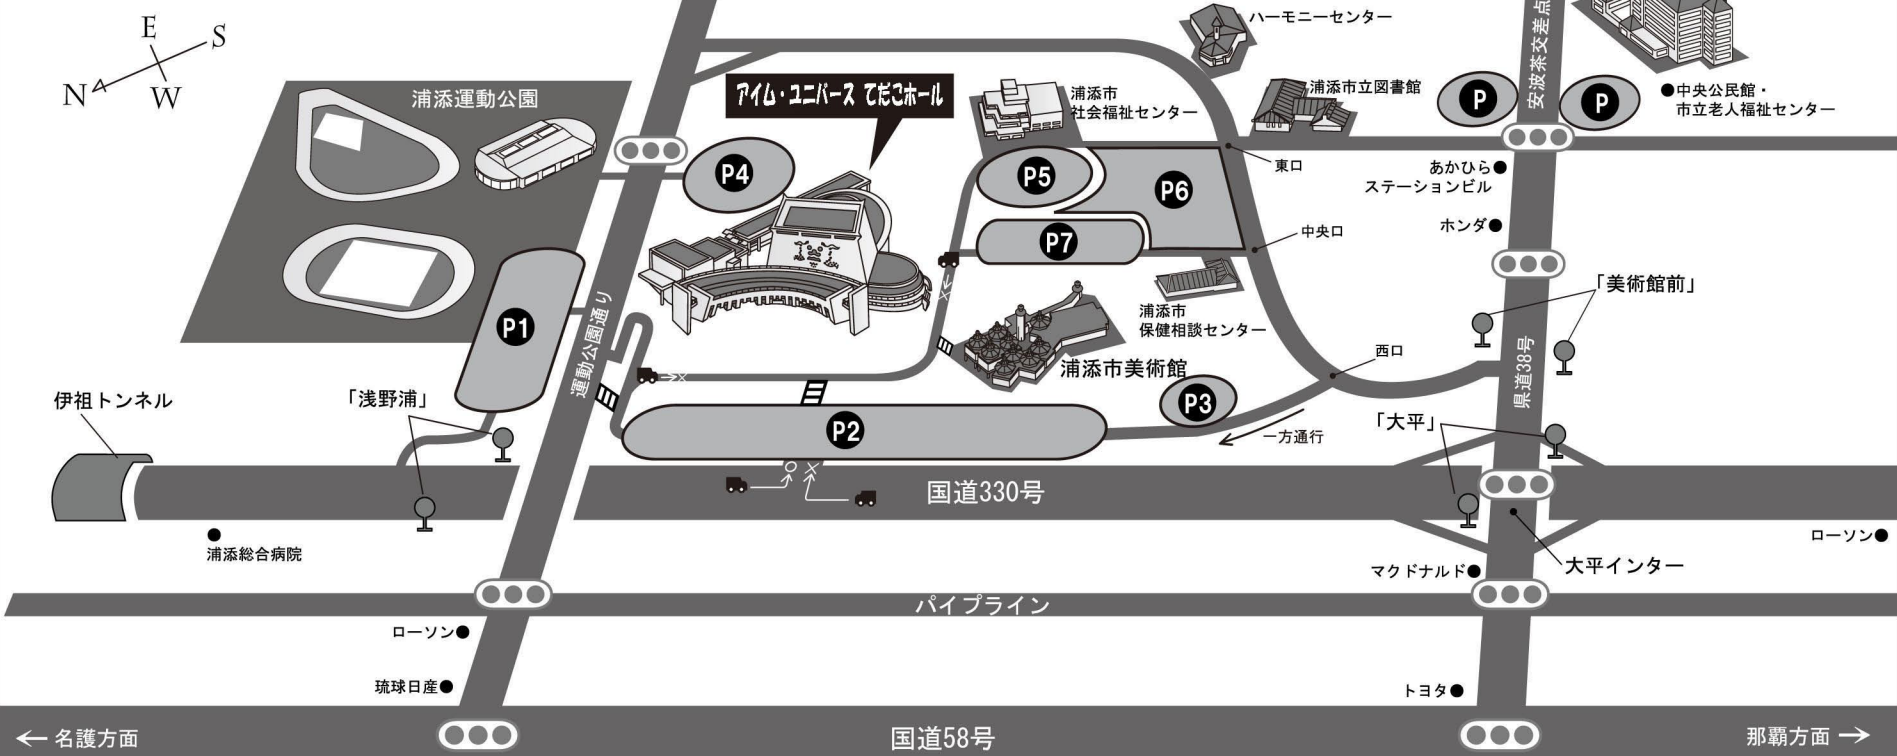 E
S
N
W
ハーモニーセンター
安波茶交差点
浦添運動公園
アイム・ユニバース てだこホール
浦添市
社会福祉センター
浦添市立図書館
P
P
●中央公民館・
市立老人福祉センター
P4
P5
P6
東口
あかひら
ステーションビル
ホンダ
中央口
P7
浦添市
保健相談センター
「美術館前」
P1
運動公園通り
浦添市美術館
西口
県道38号
伊祖トンネル
「浅野浦」
P3
P2
一方通行
「大平」
国道330号
浦添総合病院
ローソン
マクドナルド
大平インター
パイプライン
ローソン
琉球日産
トヨタ
← 名護方面
国道58号
那覇方面 →